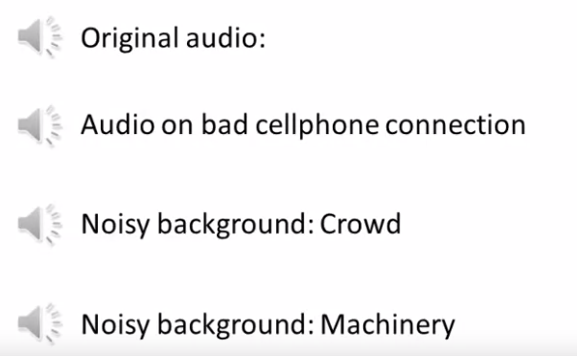 Original audio:
Audio on bad cellphone connection
Noisy background: Crowd
Noisy background: Machinery